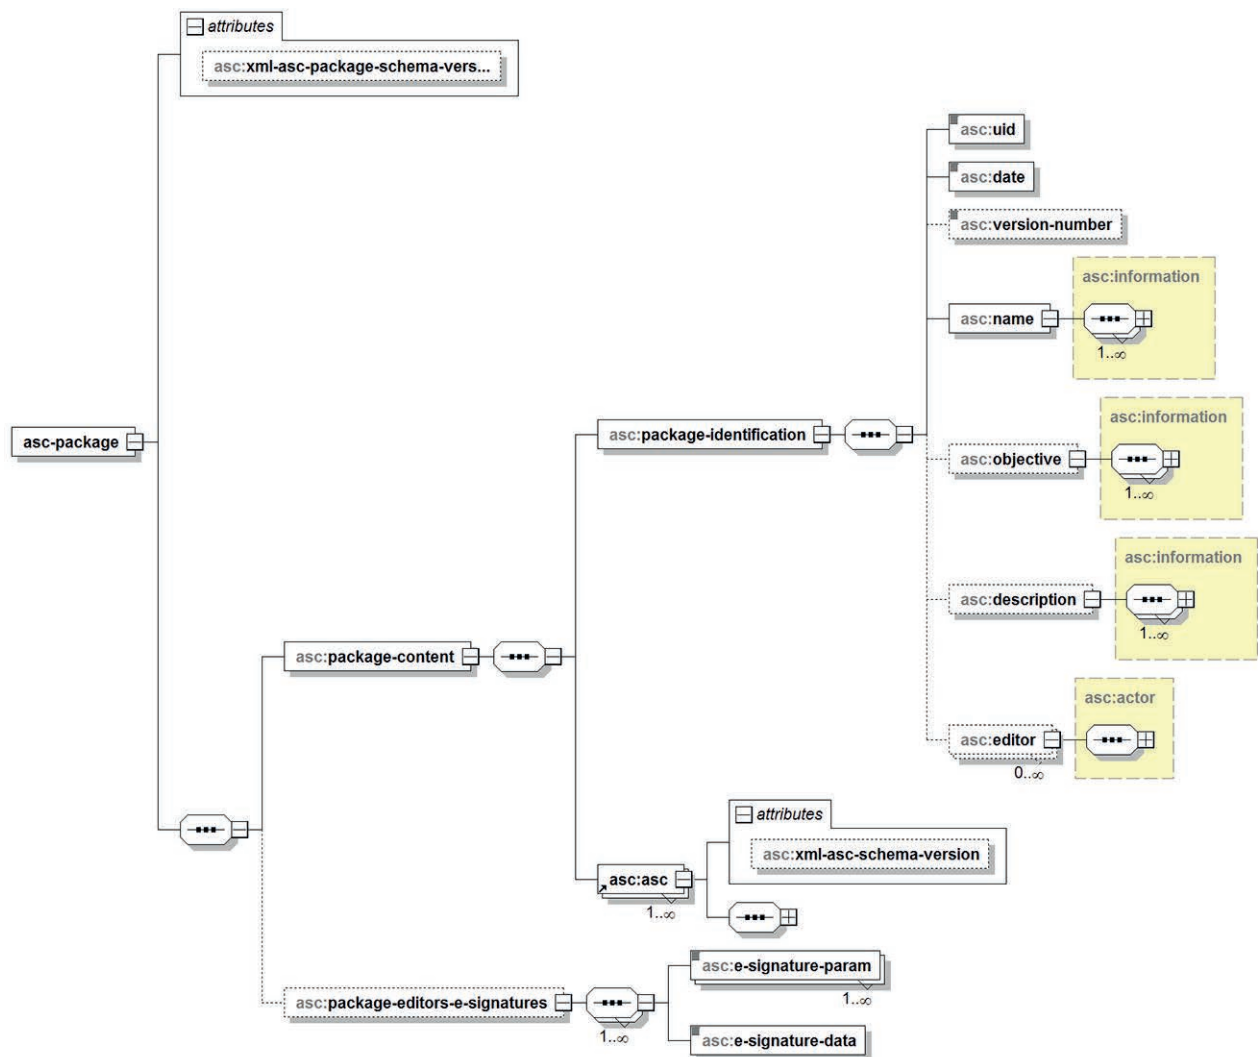 attributes
asc:xml-asc-package-schema-vers...
asc:uid
asc:date
asc:version-number
asc:information
asc:name
1..∞
asc:information
asc-package
asc:package-identification
asc:objective
1..∞
asc:information
asc:description
1..∞
asc:package-content
asc:actor
asc:editor
0..∞
attributes
asc:xml-asc-schema-version
asc:asc
1..∞
asc:e-signature-param
1..∞
asc:package-editors-e-signatures
1..∞
asc:e-signature-data